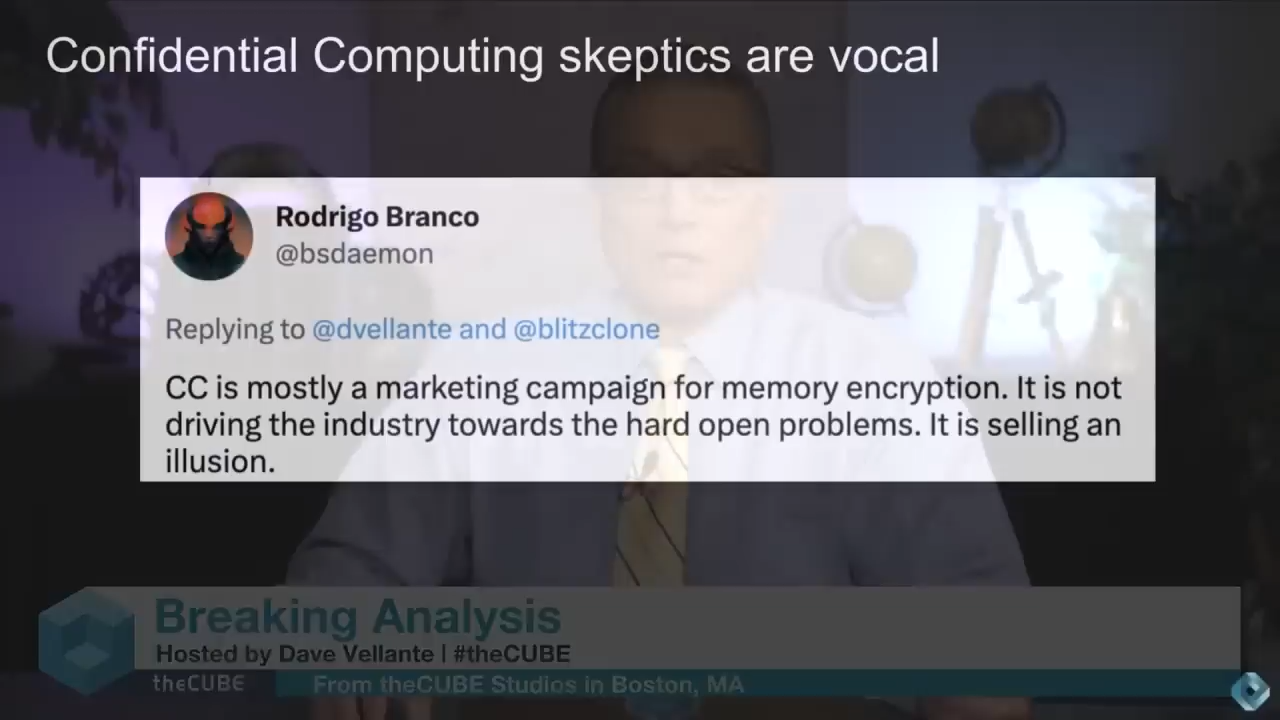 Confidential Computing skeptics are vocal
Rodrigo Branco
@bsdaemon
Replying to @dvellante and @blitzclone
CC is mostly a marketing campaign for memory encryption. It is not
driving the industry towards the hard open problems. It is selling an
illusion.
Breaking Analysis
Hosted by Dave Vellante | #theCUBE
theCUBE
From theCUBE Studios in Boston, MA